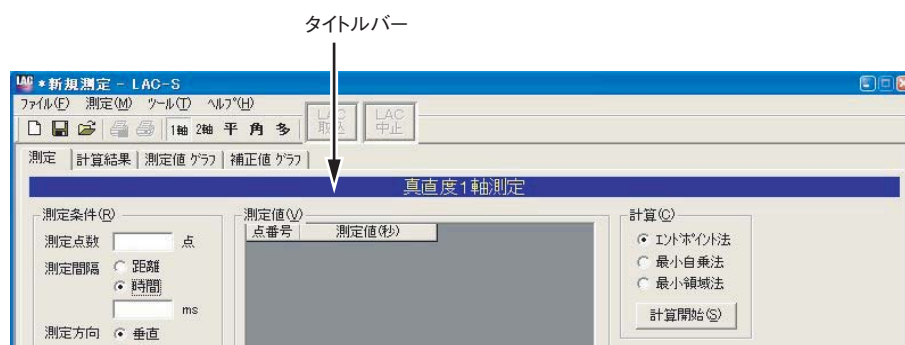 タイトルバー
*新規測定 - LAC-S
ファイル(F) 測定(M) ツール(T) ヘルプ(H)
1軸 2軸 平 角 多 LAC 取込 LAC 中止
測定 計算結果 測定値 グラフ 補正値 グラフ
真直度1軸測定
測定条件(R) 測定値(V) 計算(C)
点番号 測定値(秒)
測定点数 点 エンドポイント法
測定間隔 距離 最小自乗法
時間 最小領域法
ms 計算開始(S)
測定方向 垂直